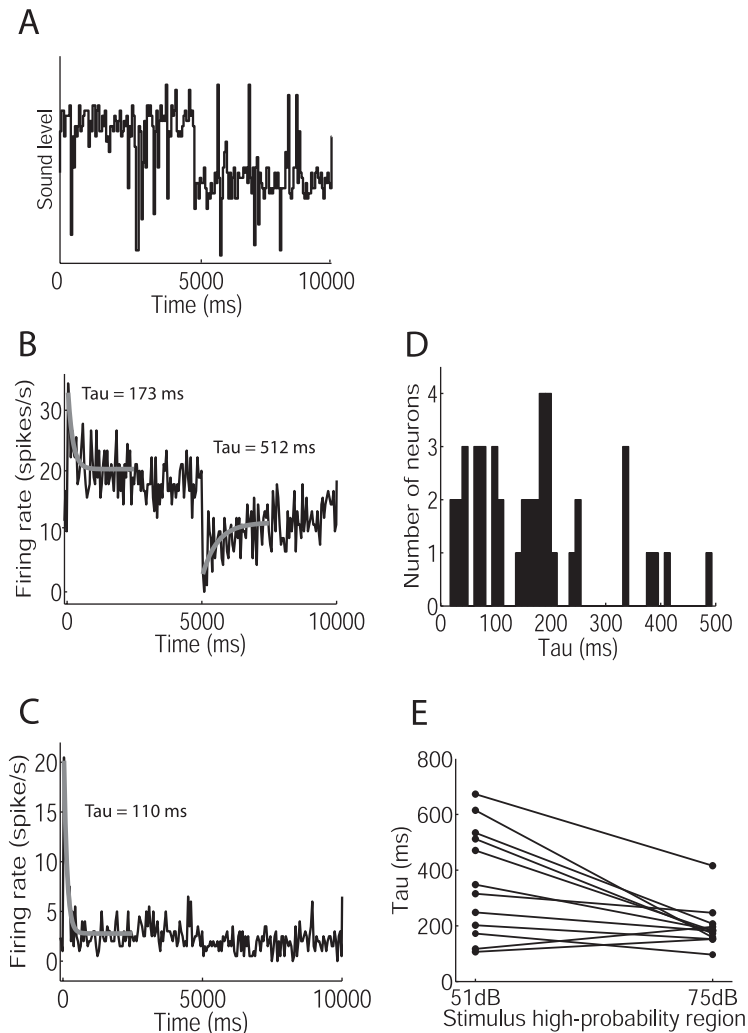 A
Sound level
0
5000
10000
Time (ms)
B
Firing rate (spikes/s)
30
20
10
0
Tau = 173 ms
Tau = 512 ms
0
5000
10000
Time (ms)
C
Firing rate (spike/s)
20
15
10
5
0
Tau = 110 ms
0
5000
10000
Time (ms)
D
Number of neurons
4
3
2
1
0
0
100
200
300
400
500
Tau (ms)
E
Tau (ms)
800
600
400
200
0
51dB
75dB
Stimulus high-probability region